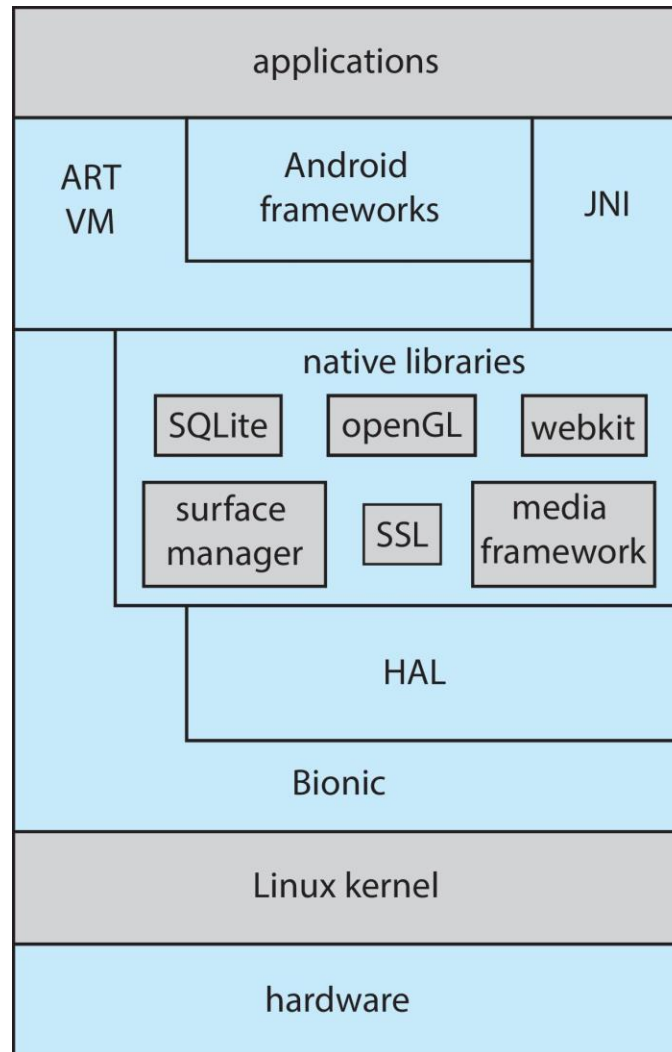 applications
ART
VM
Android
frameworks
JNI
native libraries
SQLite
openGL
webkit
surface
manager
SSL
media
framework
HAL
Bionic
Linux kernel
hardware